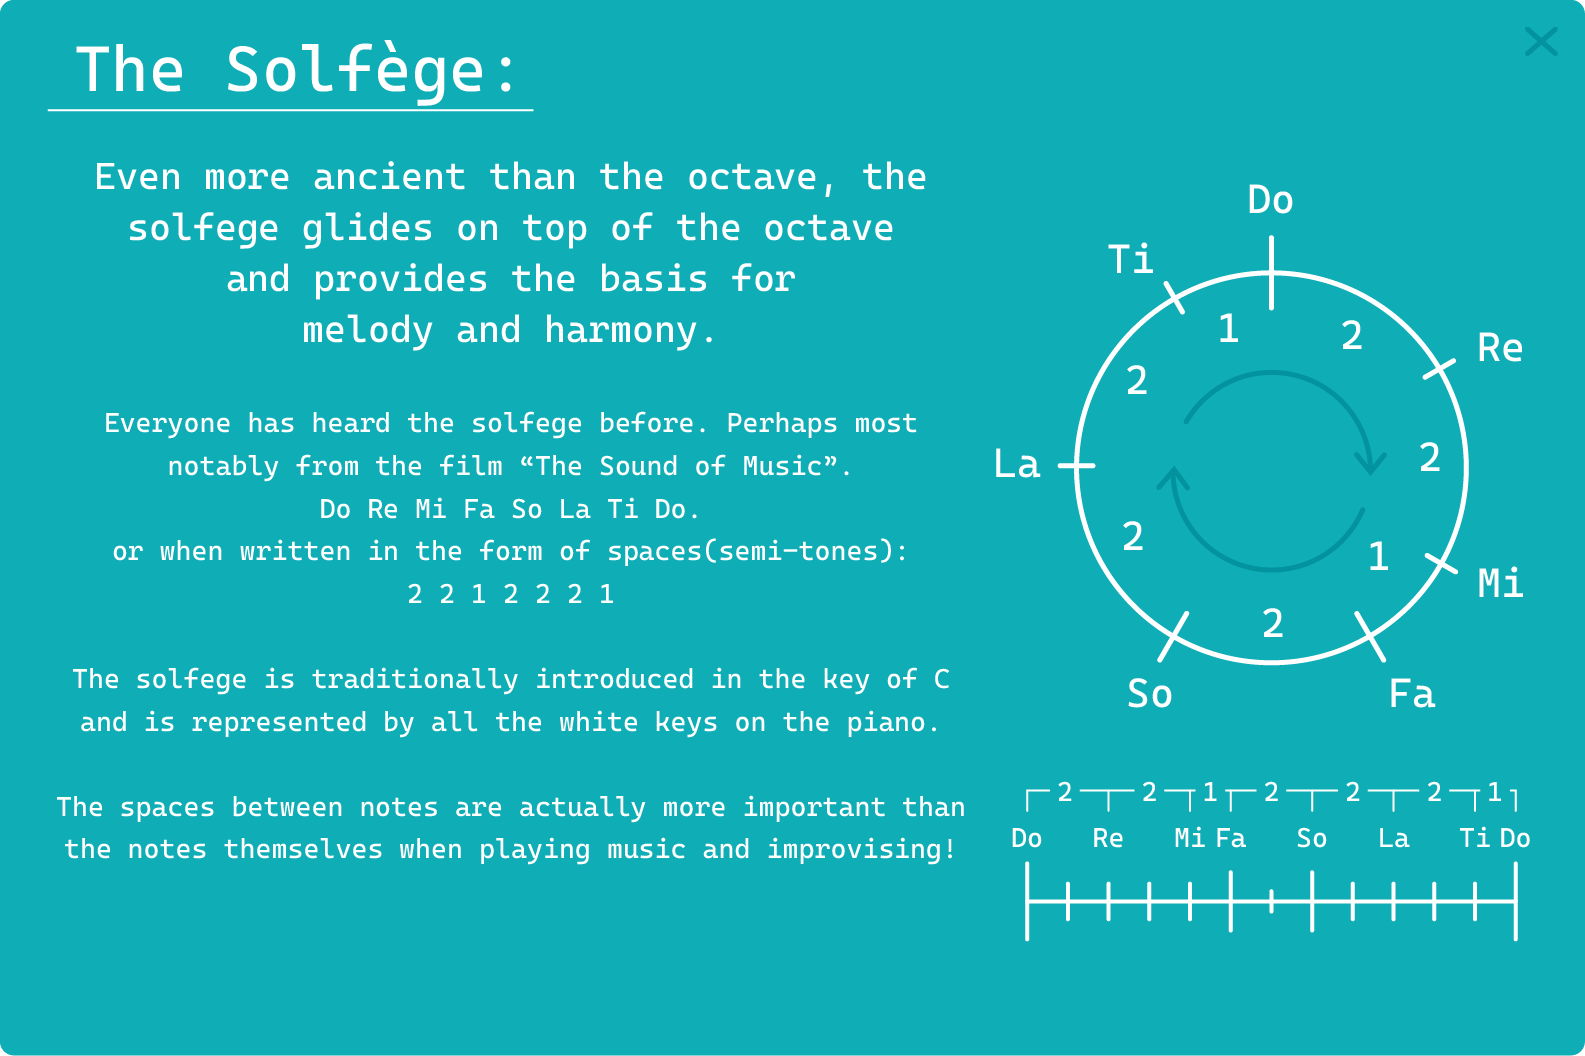 The Solfège:
Even more ancient than the octave, the
solfege glides on top of the octave
and provides the basis for
melody and harmony.
Everyone has heard the solfege before. Perhaps most
notably from the film “The Sound of Music”.
Do Re Mi Fa So La Ti Do.
or when written in the form of spaces(semi-tones):
2 2 1 2 2 2 1
The solfege is traditionally introduced in the key of C
and is represented by all the white keys on the piano.
The spaces between notes are actually more important than
the notes themselves when playing music and improvising!
Do
Re
Mi
Fa
So
La
Ti
2
2
1
2
2
2
1
2 2 1 2 2 2 1
Do Re Mi Fa So La Ti Do